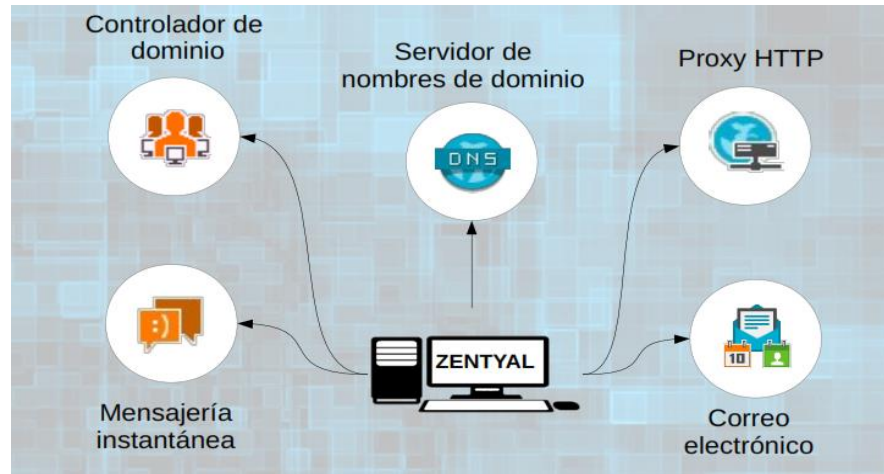 Controlador de
dominio
Servidor de
nombres de dominio
Proxy HTTP
DNS
ZENTYAL
10
Mensajería
instantánea
Correo
electrónico